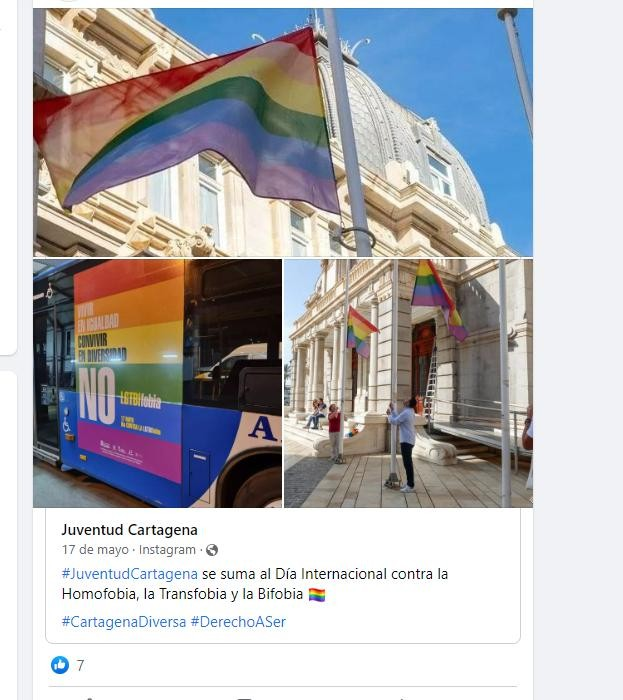 VIVIR
EN IGUALDAD
CONVIVIR
EN DIVERSIDAD
NO
LGTBIfobia
17 MAYO
A
Juventud Cartagena
17 de mayo · Instagram ·
#JuventudCartagena se suma al Día Internacional contra la
Homofobia, la Transfobia y la Bifobia 🏳️‍🌈
#CartagenaDiversa #DerechoASer
7